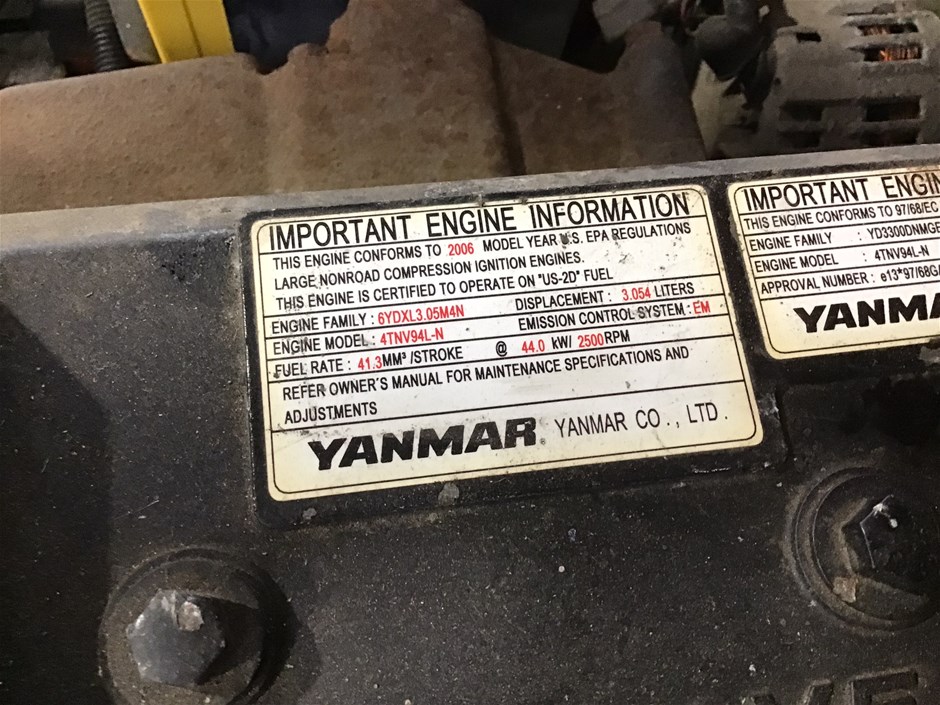 IMPORTANT ENGINE INFORMATION
THIS ENGINE CONFORMS TO 2006 MODEL YEAR U.S. EPA REGULATIONS
LARGE NONROAD COMPRESSION IGNITION ENGINES.
THIS ENGINE IS CERTIFIED TO OPERATE ON "US-2D" FUEL
ENGINE FAMILY : 6YDXL3.05M4N DISPLACEMENT : 3.054 LITERS
ENGINE MODEL : 4TNV94L-N EMISSION CONTROL SYSTEM : EM
FUEL RATE : 41.3MM³ /STROKE @ 44.0 kW/ 2500RPM
REFER OWNER'S MANUAL FOR MAINTENANCE SPECIFICATIONS AND
ADJUSTMENTS
YANMAR. YANMAR CO., LTD.
IMPORTANT
THIS ENGINE CONFORMS TO 97/68/EC
ENGINE FAMILY : YD3300DNMGE
ENGINE MODEL : 4TNV94L-N
APPROVAL NUMBER : e13*97/68G/